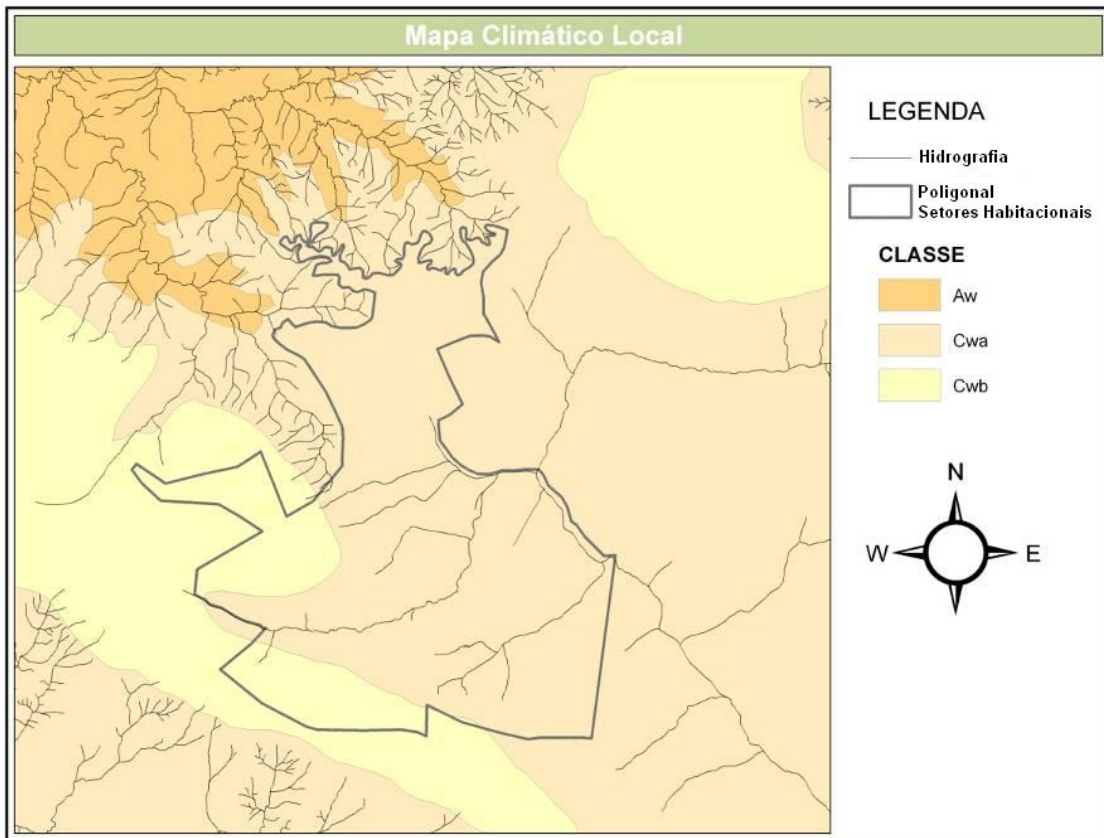 Mapa Climático Local
LEGENDA
Hidrografia
Poligonal
Setores Habitacionais
CLASSE
Aw
Cwa
Cwb
N
W
E